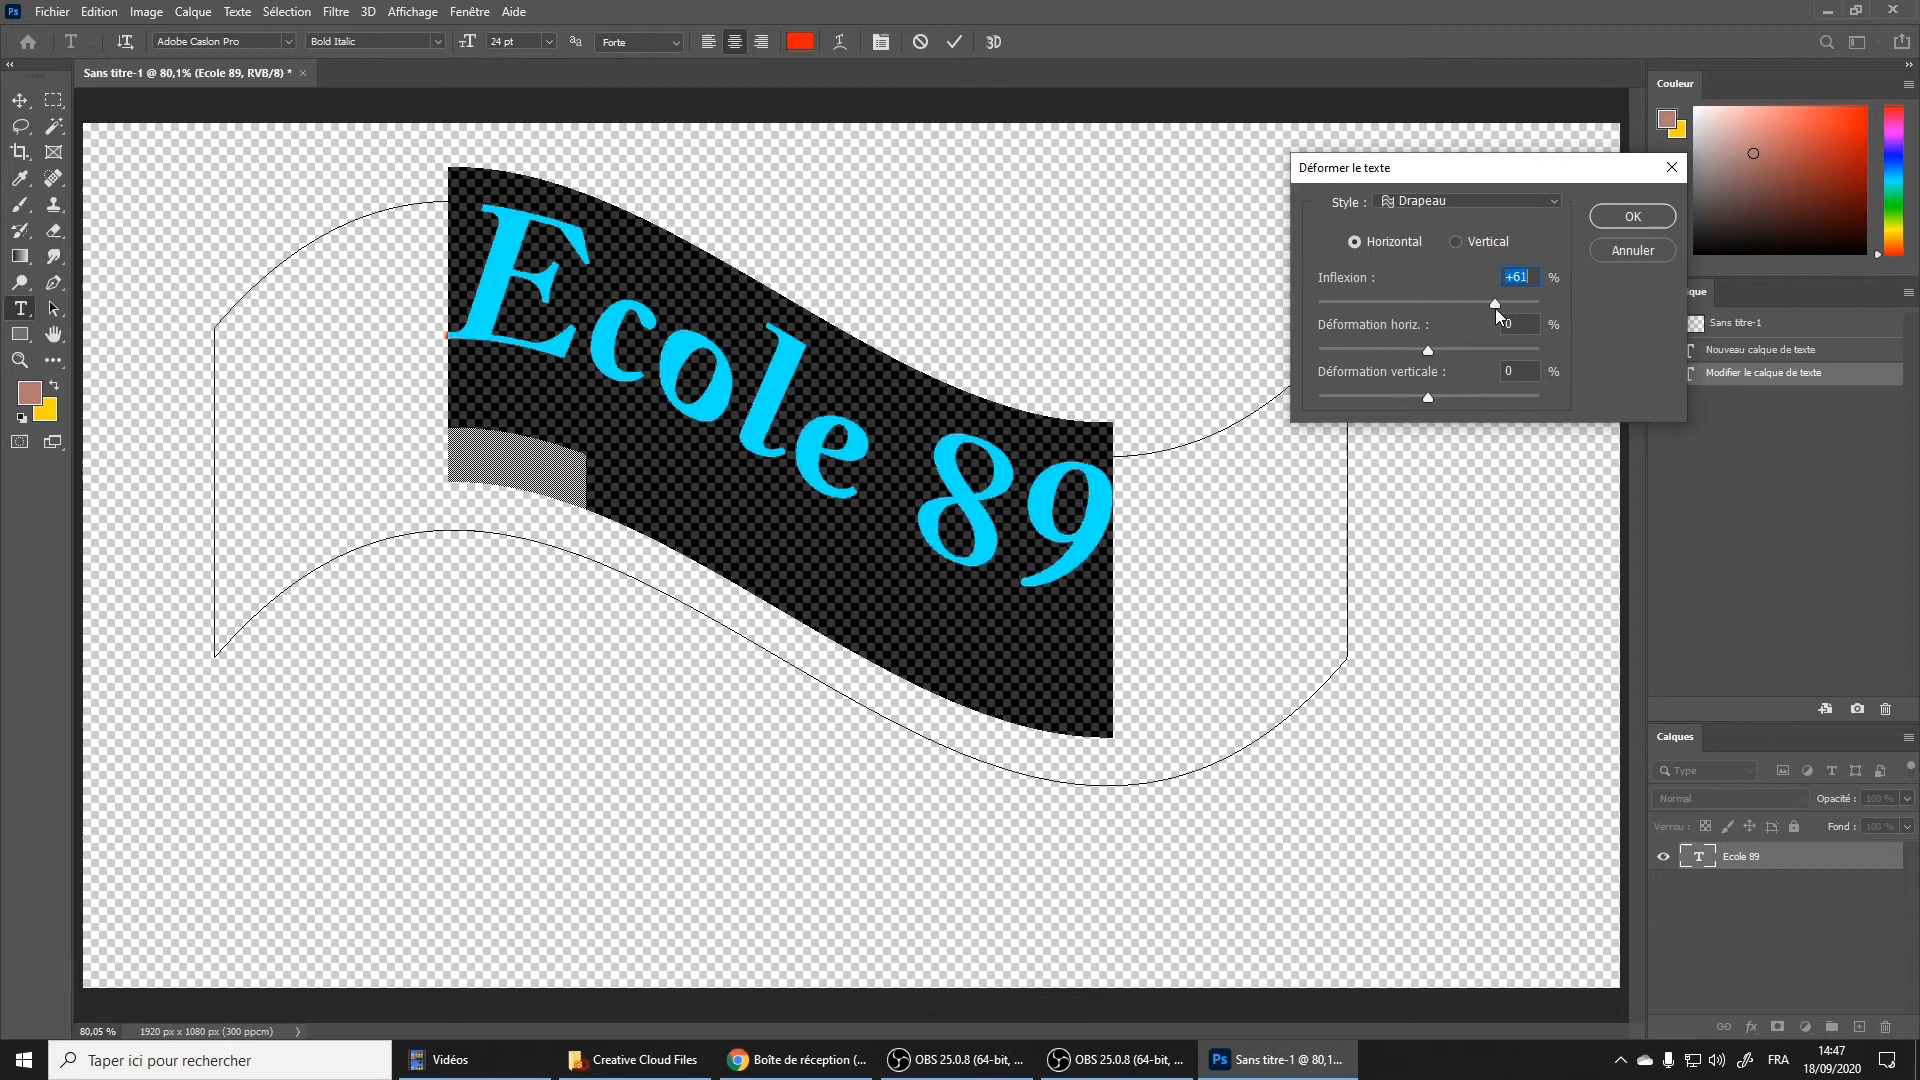 Ps Fichier Edition Image Calque Texte Sélection Filtre 3D Affichage Fenêtre Aide
T Adobe Caslon Pro Bold Italic 24 pt aa Forte 3D
Sans titre-1 @ 80,1% (Ecole 89, RVB/8) * ×
Couleur
Déformer le texte
Style : Drapeau
OK
Horizontal Vertical
Annuler
Inflexion : +61 %
Déformation horiz. : 0 %
Déformation verticale : 0 %
Ecole 89
que
Sans titre-1
Nouveau calque de texte
Modifier le calque de texte
Calques
Type
Normal Opacité : 100 %
Verrou : Fond : 100 %
T Ecole 89
fx
80,05 % 1920 px x 1080 px (300 ppcm)
Taper ici pour rechercher
Vidéos
Creative Cloud Files
Boîte de réception (...
OBS 25.0.8 (64-bit, ...
OBS 25.0.8 (64-bit, ...
Ps Sans titre-1 @ 80,1...
FRA
14:47
18/09/2020